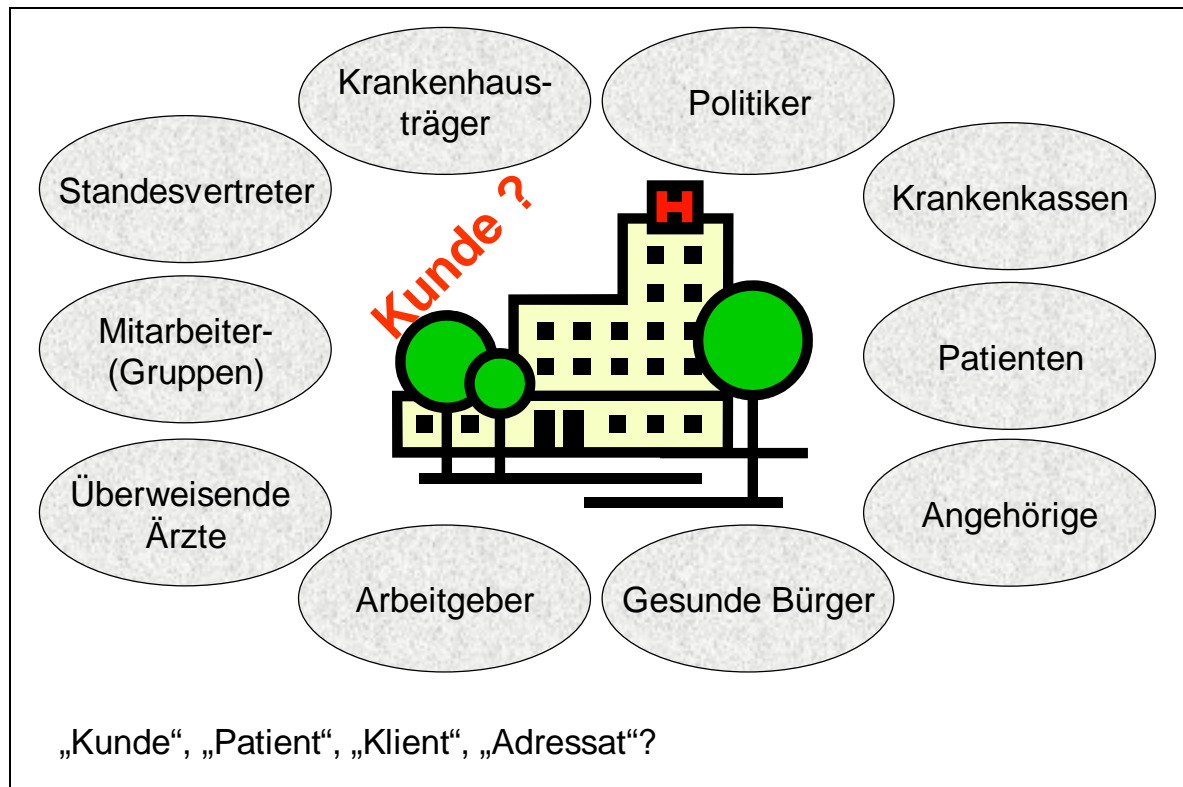 Krankenhaus-
träger
Politiker
Standesvertreter
Krankenkassen
Kunde ?
H
Mitarbeiter-
(Gruppen)
Patienten
Überweisende
Ärzte
Angehörige
Arbeitgeber
Gesunde Bürger
„Kunde“, „Patient“, „Klient“, „Adressat“?